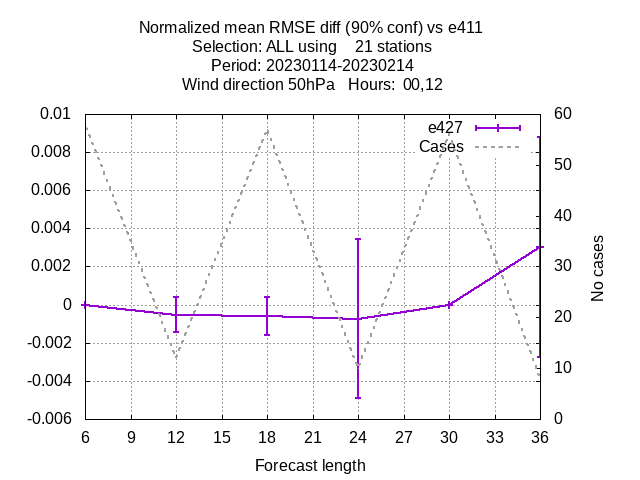 Normalized mean RMSE diff (90% conf) vs e411
Selection: ALL using    21 stations
Period: 20230114-20230214
Wind direction 50hPa   Hours:  00,12
0.01
0.008
0.006
0.004
0.002
0
-0.002
-0.004
-0.006
e427
Cases
60
50
40
30
20
10
0
No cases
6 9 12 15 18 21 24 27 30 33 36
Forecast length